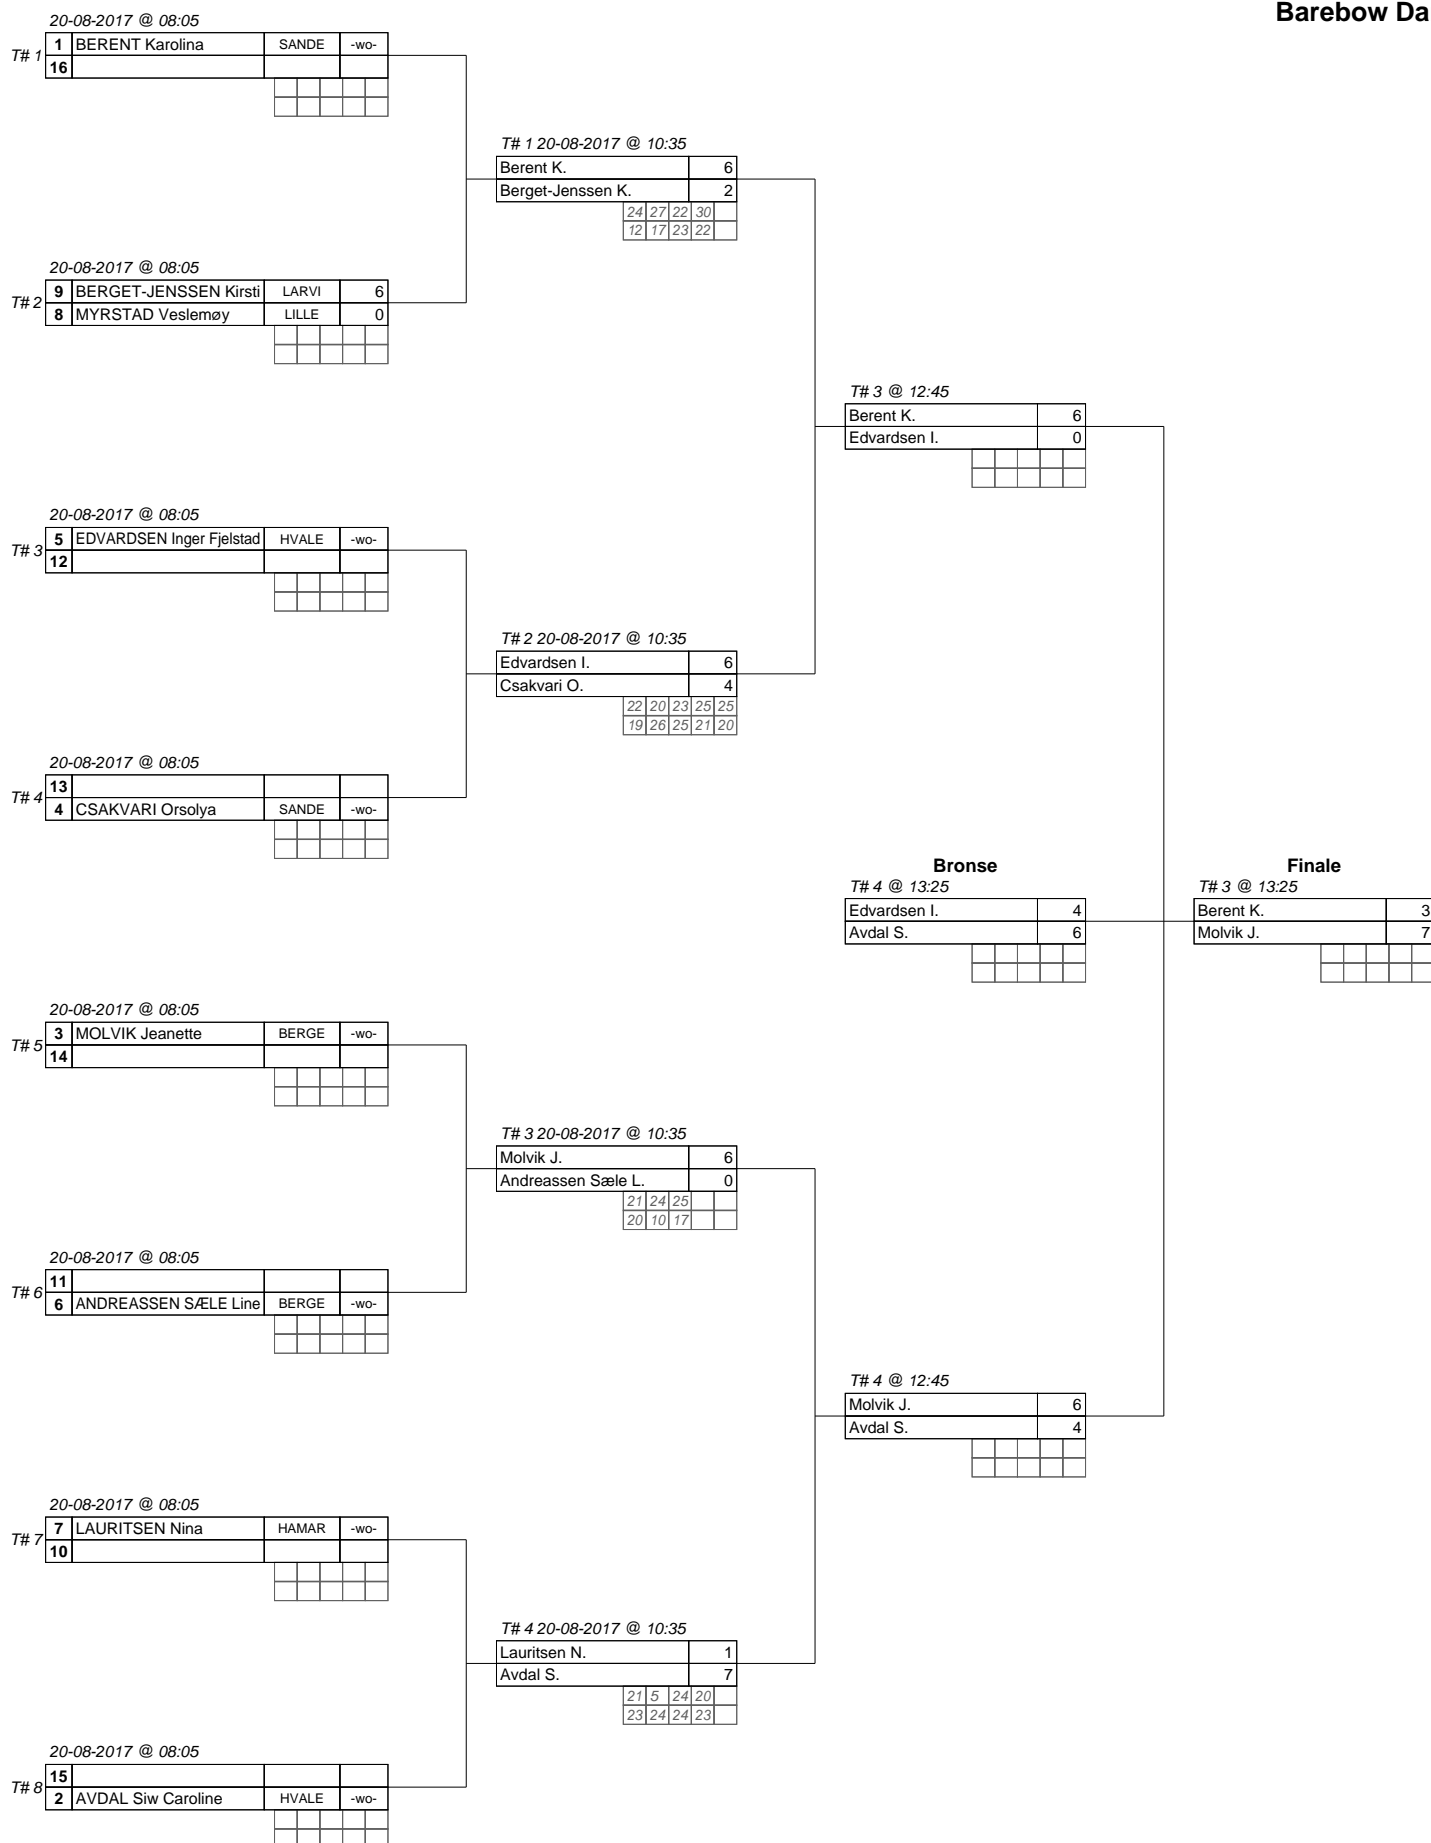 Barebow Da
20-08-2017 @ 08:05
T# 1
1 BERENT Karolina SANDE -wo-
16
T# 1 20-08-2017 @ 10:35
Berent K. 6
Berget-Jenssen K. 2
24 27 22 30
12 17 23 22
20-08-2017 @ 08:05
T# 2
9 BERGET-JENSSEN Kirsti LARVI 6
8 MYRSTAD Veslemøy LILLE 0
T# 3 @ 12:45
Berent K. 6
Edvardsen I. 0
20-08-2017 @ 08:05
T# 3
5 EDVARDSEN Inger Fjelstad HVALE -wo-
12
T# 2 20-08-2017 @ 10:35
Edvardsen I. 6
Csakvari O. 4
22 20 23 25 25
19 26 25 21 20
20-08-2017 @ 08:05
T# 4
13
4 CSAKVARI Orsolya SANDE -wo-
Bronse
T# 4 @ 13:25
Edvardsen I. 4
Avdal S. 6
Finale
T# 3 @ 13:25
Berent K. 3
Molvik J. 7
20-08-2017 @ 08:05
T# 5
3 MOLVIK Jeanette BERGE -wo-
14
T# 3 20-08-2017 @ 10:35
Molvik J. 6
Andreassen Sæle L. 0
21 24 25
20 10 17
20-08-2017 @ 08:05
T# 6
11
6 ANDREASSEN SÆLE Line BERGE -wo-
T# 4 @ 12:45
Molvik J. 6
Avdal S. 4
20-08-2017 @ 08:05
T# 7
7 LAURITSEN Nina HAMAR -wo-
10
T# 4 20-08-2017 @ 10:35
Lauritsen N. 1
Avdal S. 7
21 5 24 20
23 24 24 23
20-08-2017 @ 08:05
T# 8
15
2 AVDAL Siw Caroline HVALE -wo-